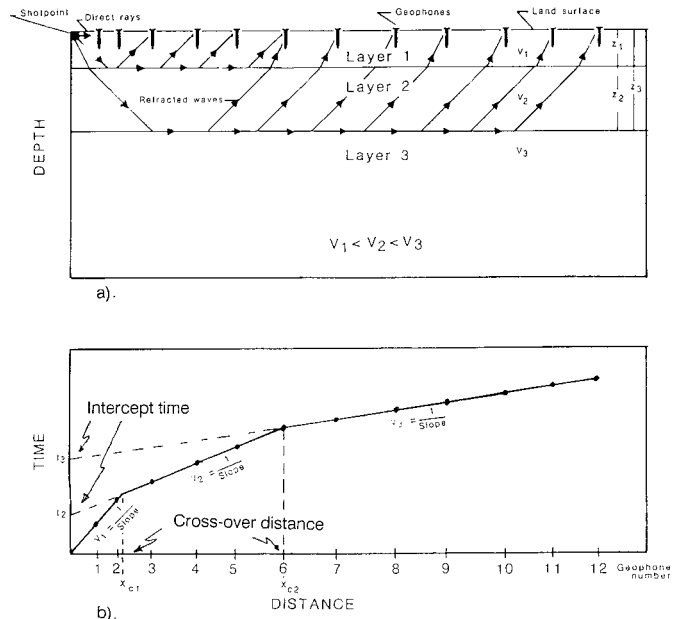 Shotpoint
Direct rays
Geophones
Land surface
Layer 1
V1
z1
Layer 2
Refracted waves
V2
z2
z3
Layer 3
V3
DEPTH
V1 < V2 < V3
a).
Intercept time
TIME
t3
t2
V1 = 1/Slope
V2 = 1/Slope
V3 = 1/Slope
Cross-over distance
1 2 3 4 5 6 7 8 9 10 11 12 Geophone number
xc1 xc2
DISTANCE
b).